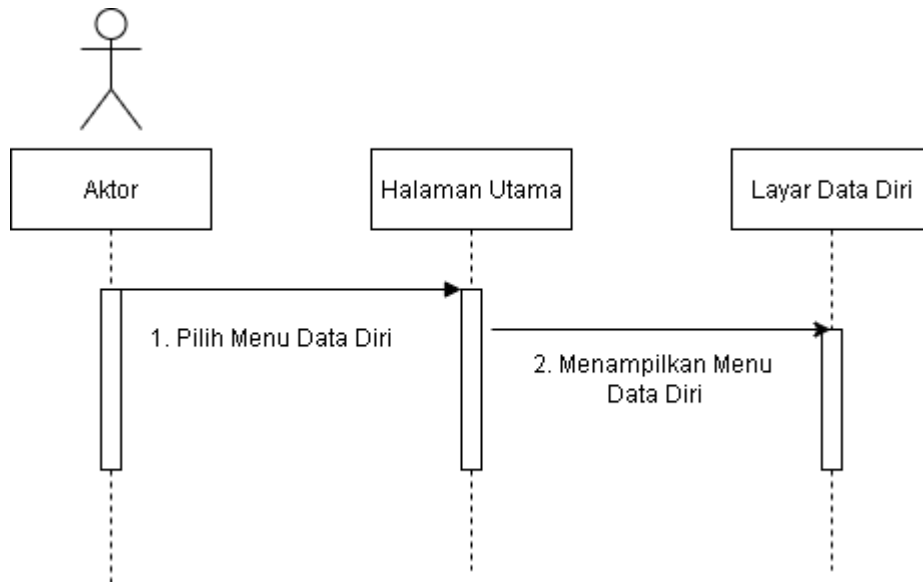 Aktor
Halaman Utama
Layar Data Diri
1. Pilih Menu Data Diri
2. Menampilkan Menu
Data Diri